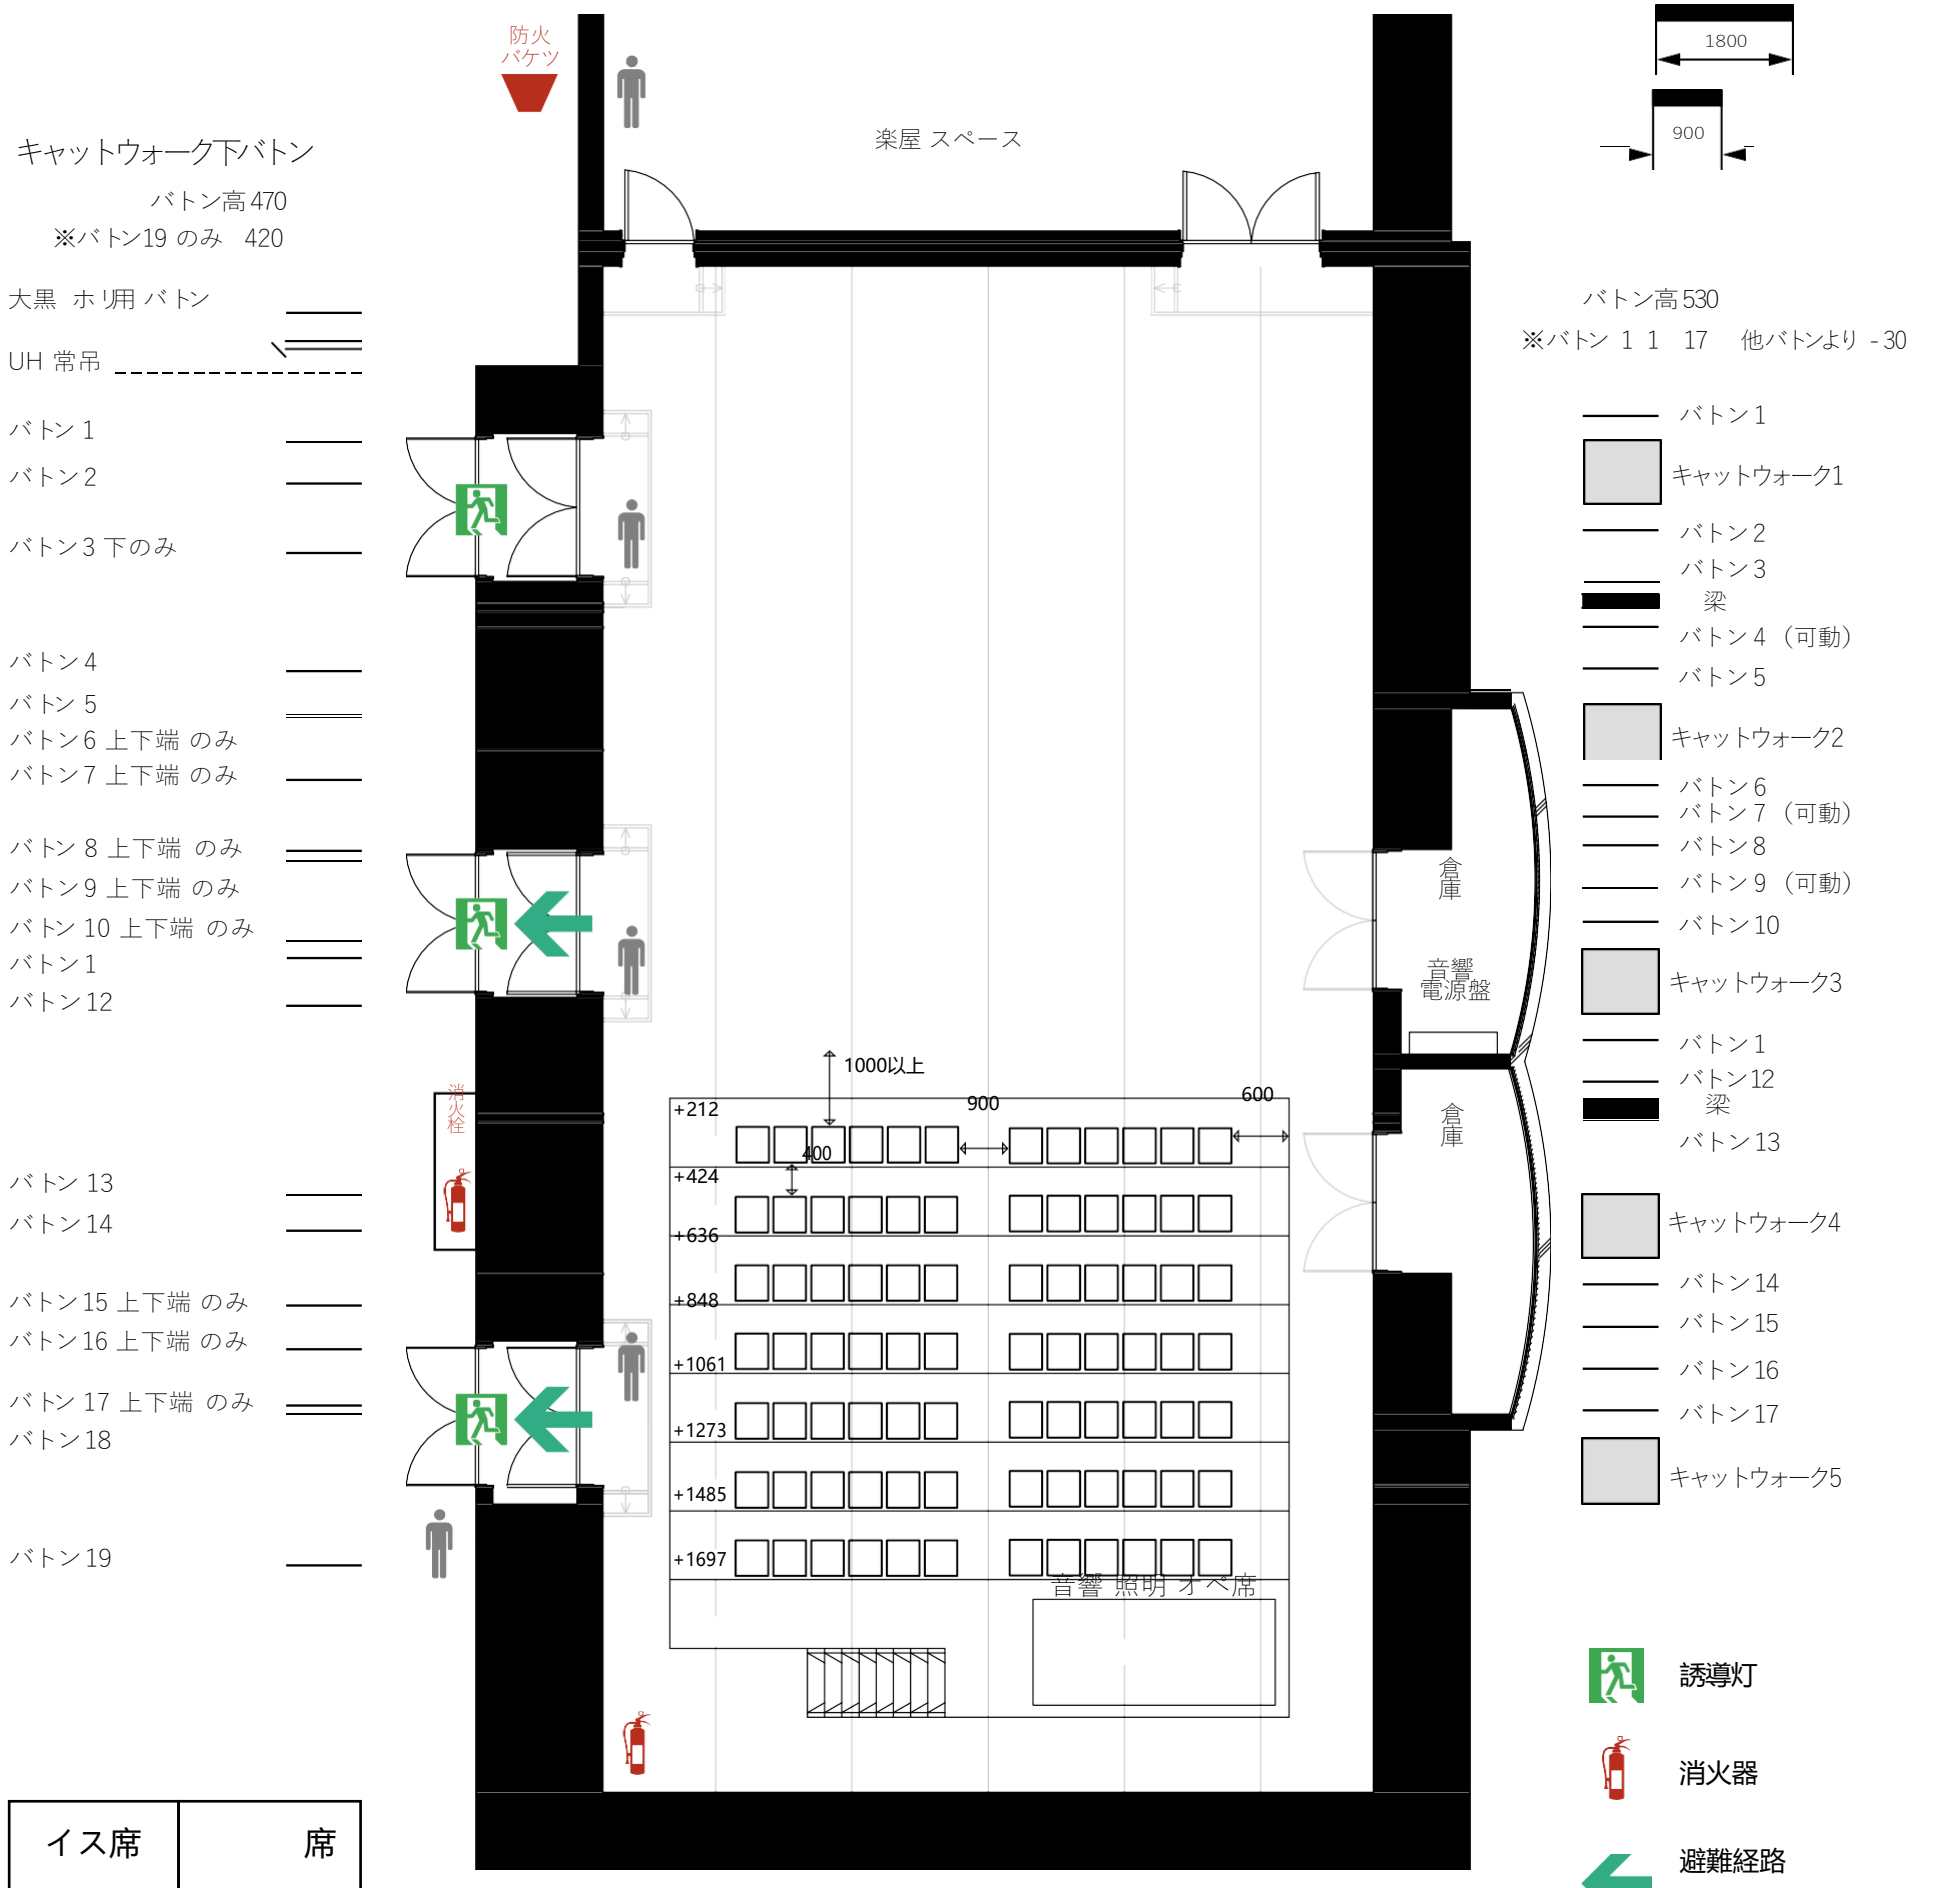 防火
バケツ
楽屋 スペース
1800
900
キャットウォーク下バトン
バトン高 470
※バトン19 のみ 420
大黒 ホリ用 バトン
UH 常吊
バトン 1
バトン 2
バトン 3 下のみ
バトン 4
バトン 5
バトン 6 上下端 のみ
バトン 7 上下端 のみ
バトン 8 上下端 のみ
バトン 9 上下端 のみ
バトン 10 上下端 のみ
バトン 1
バトン 12
バトン 13
バトン 14
バトン 15 上下端 のみ
バトン 16 上下端 のみ
バトン 17 上下端 のみ
バトン 18
バトン 19
イス席
席
消火栓
倉庫
音響
電源盤
倉庫
1000以上
900
600
400
+212
+424
+636
+848
+1061
+1273
+1485
+1697
音響 照明 オペ席
バトン高 530
※バトン 1 1 17 他バトンより -30
バトン 1
キャットウォーク1
バトン 2
バトン 3
梁
バトン 4 (可動)
バトン 5
キャットウォーク2
バトン 6
バトン 7 (可動)
バトン 8
バトン 9 (可動)
バトン 10
キャットウォーク3
バトン 1
バトン 12
梁
バトン 13
キャットウォーク4
バトン 14
バトン 15
バトン 16
バトン 17
キャットウォーク5
誘導灯
消火器
避難経路